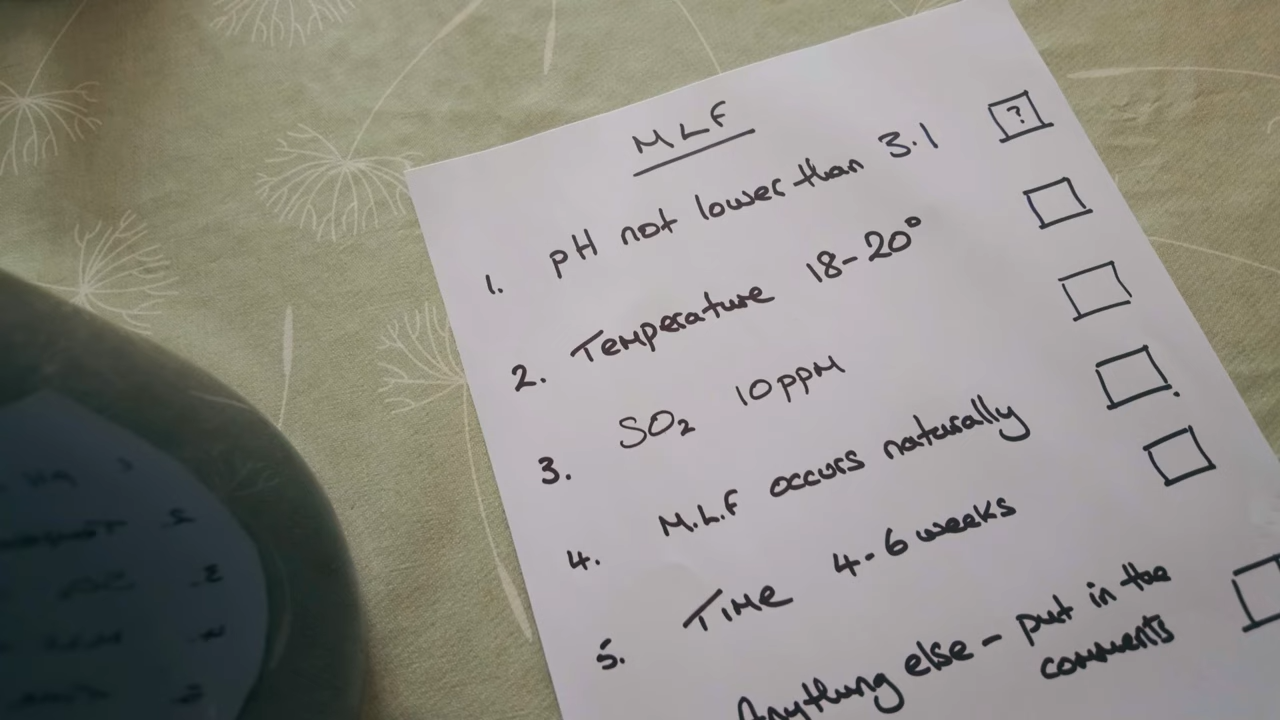 MLF
1. pH not lower than 3.1 ?
2. Temperature 18-20°
3. SO₂ 10ppm
4. M.L.F occurs naturally
5. Time 4-6 weeks
Anything else - put in the
comments